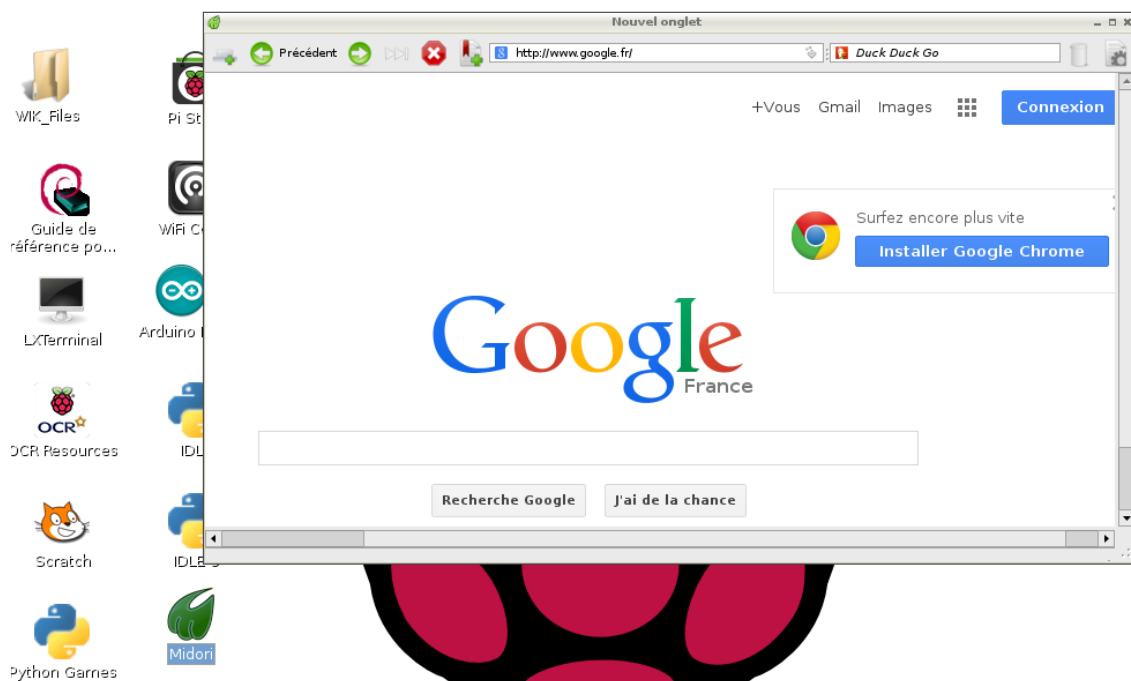 Nouvel onglet
Précédent
http://www.google.fr/
Duck Duck Go
+Vous Gmail Images Connexion
Surfez encore plus vite
Installer Google Chrome
Google
France
Recherche Google J'ai de la chance
WIK_Files
Pi St
Guide de
référence po...
WiFi C
LXTerminal
Arduino
OCR
OCR Resources
IDL
Scratch
IDLE 3
Python Games
Midori